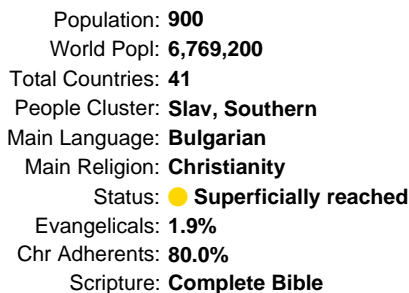 Population: 900
World Popl: 6,769,200
Total Countries: 41
People Cluster: Slav, Southern
Main Language: Bulgarian
Main Religion: Christianity
Status: Superficially reached
Evangelicals: 1.9%
Chr Adherents: 80.0%
Scripture: Complete Bible